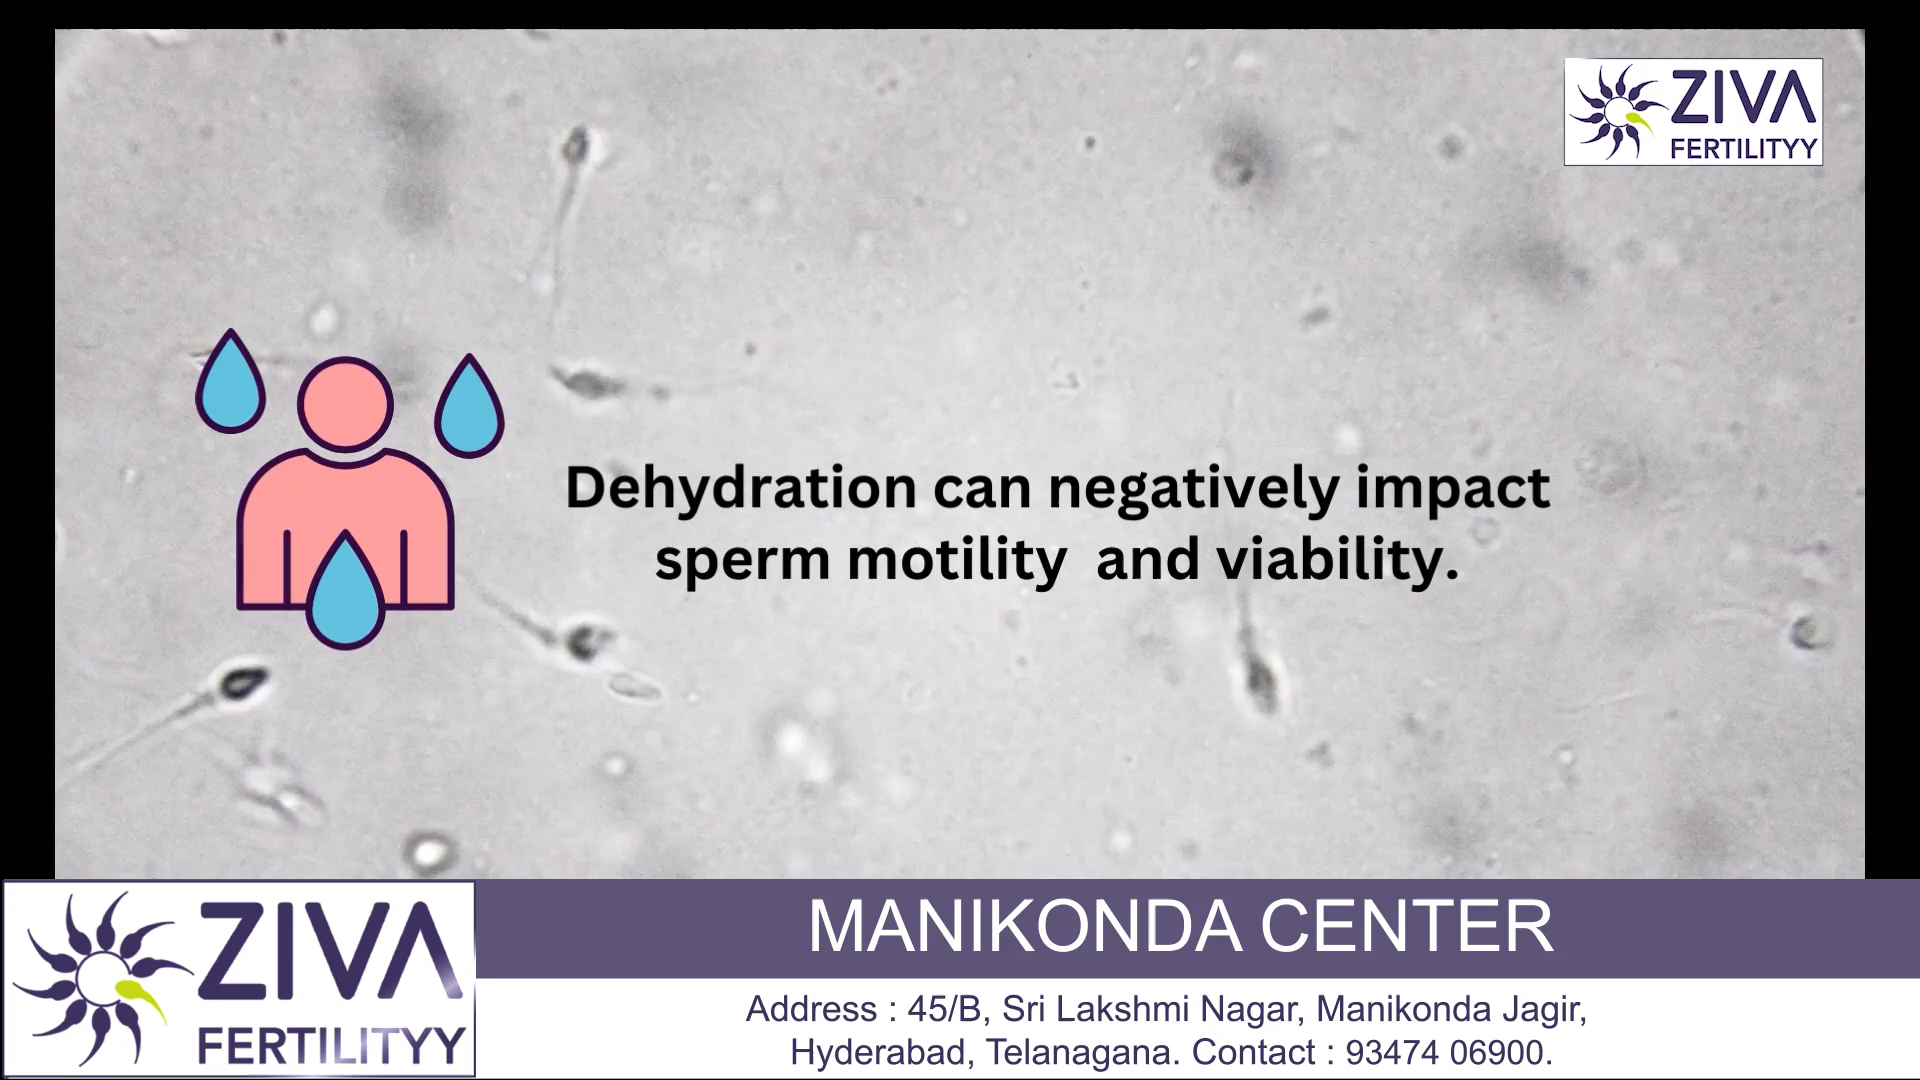 ZIVA
FERTILITYY
Dehydration can negatively impact
sperm motility and viability.
ZIVA
FERTILITYY
MANIKONDA CENTER
Address : 45/B, Sri Lakshmi Nagar, Manikonda Jagir,
Hyderabad, Telanagana. Contact : 93474 06900.